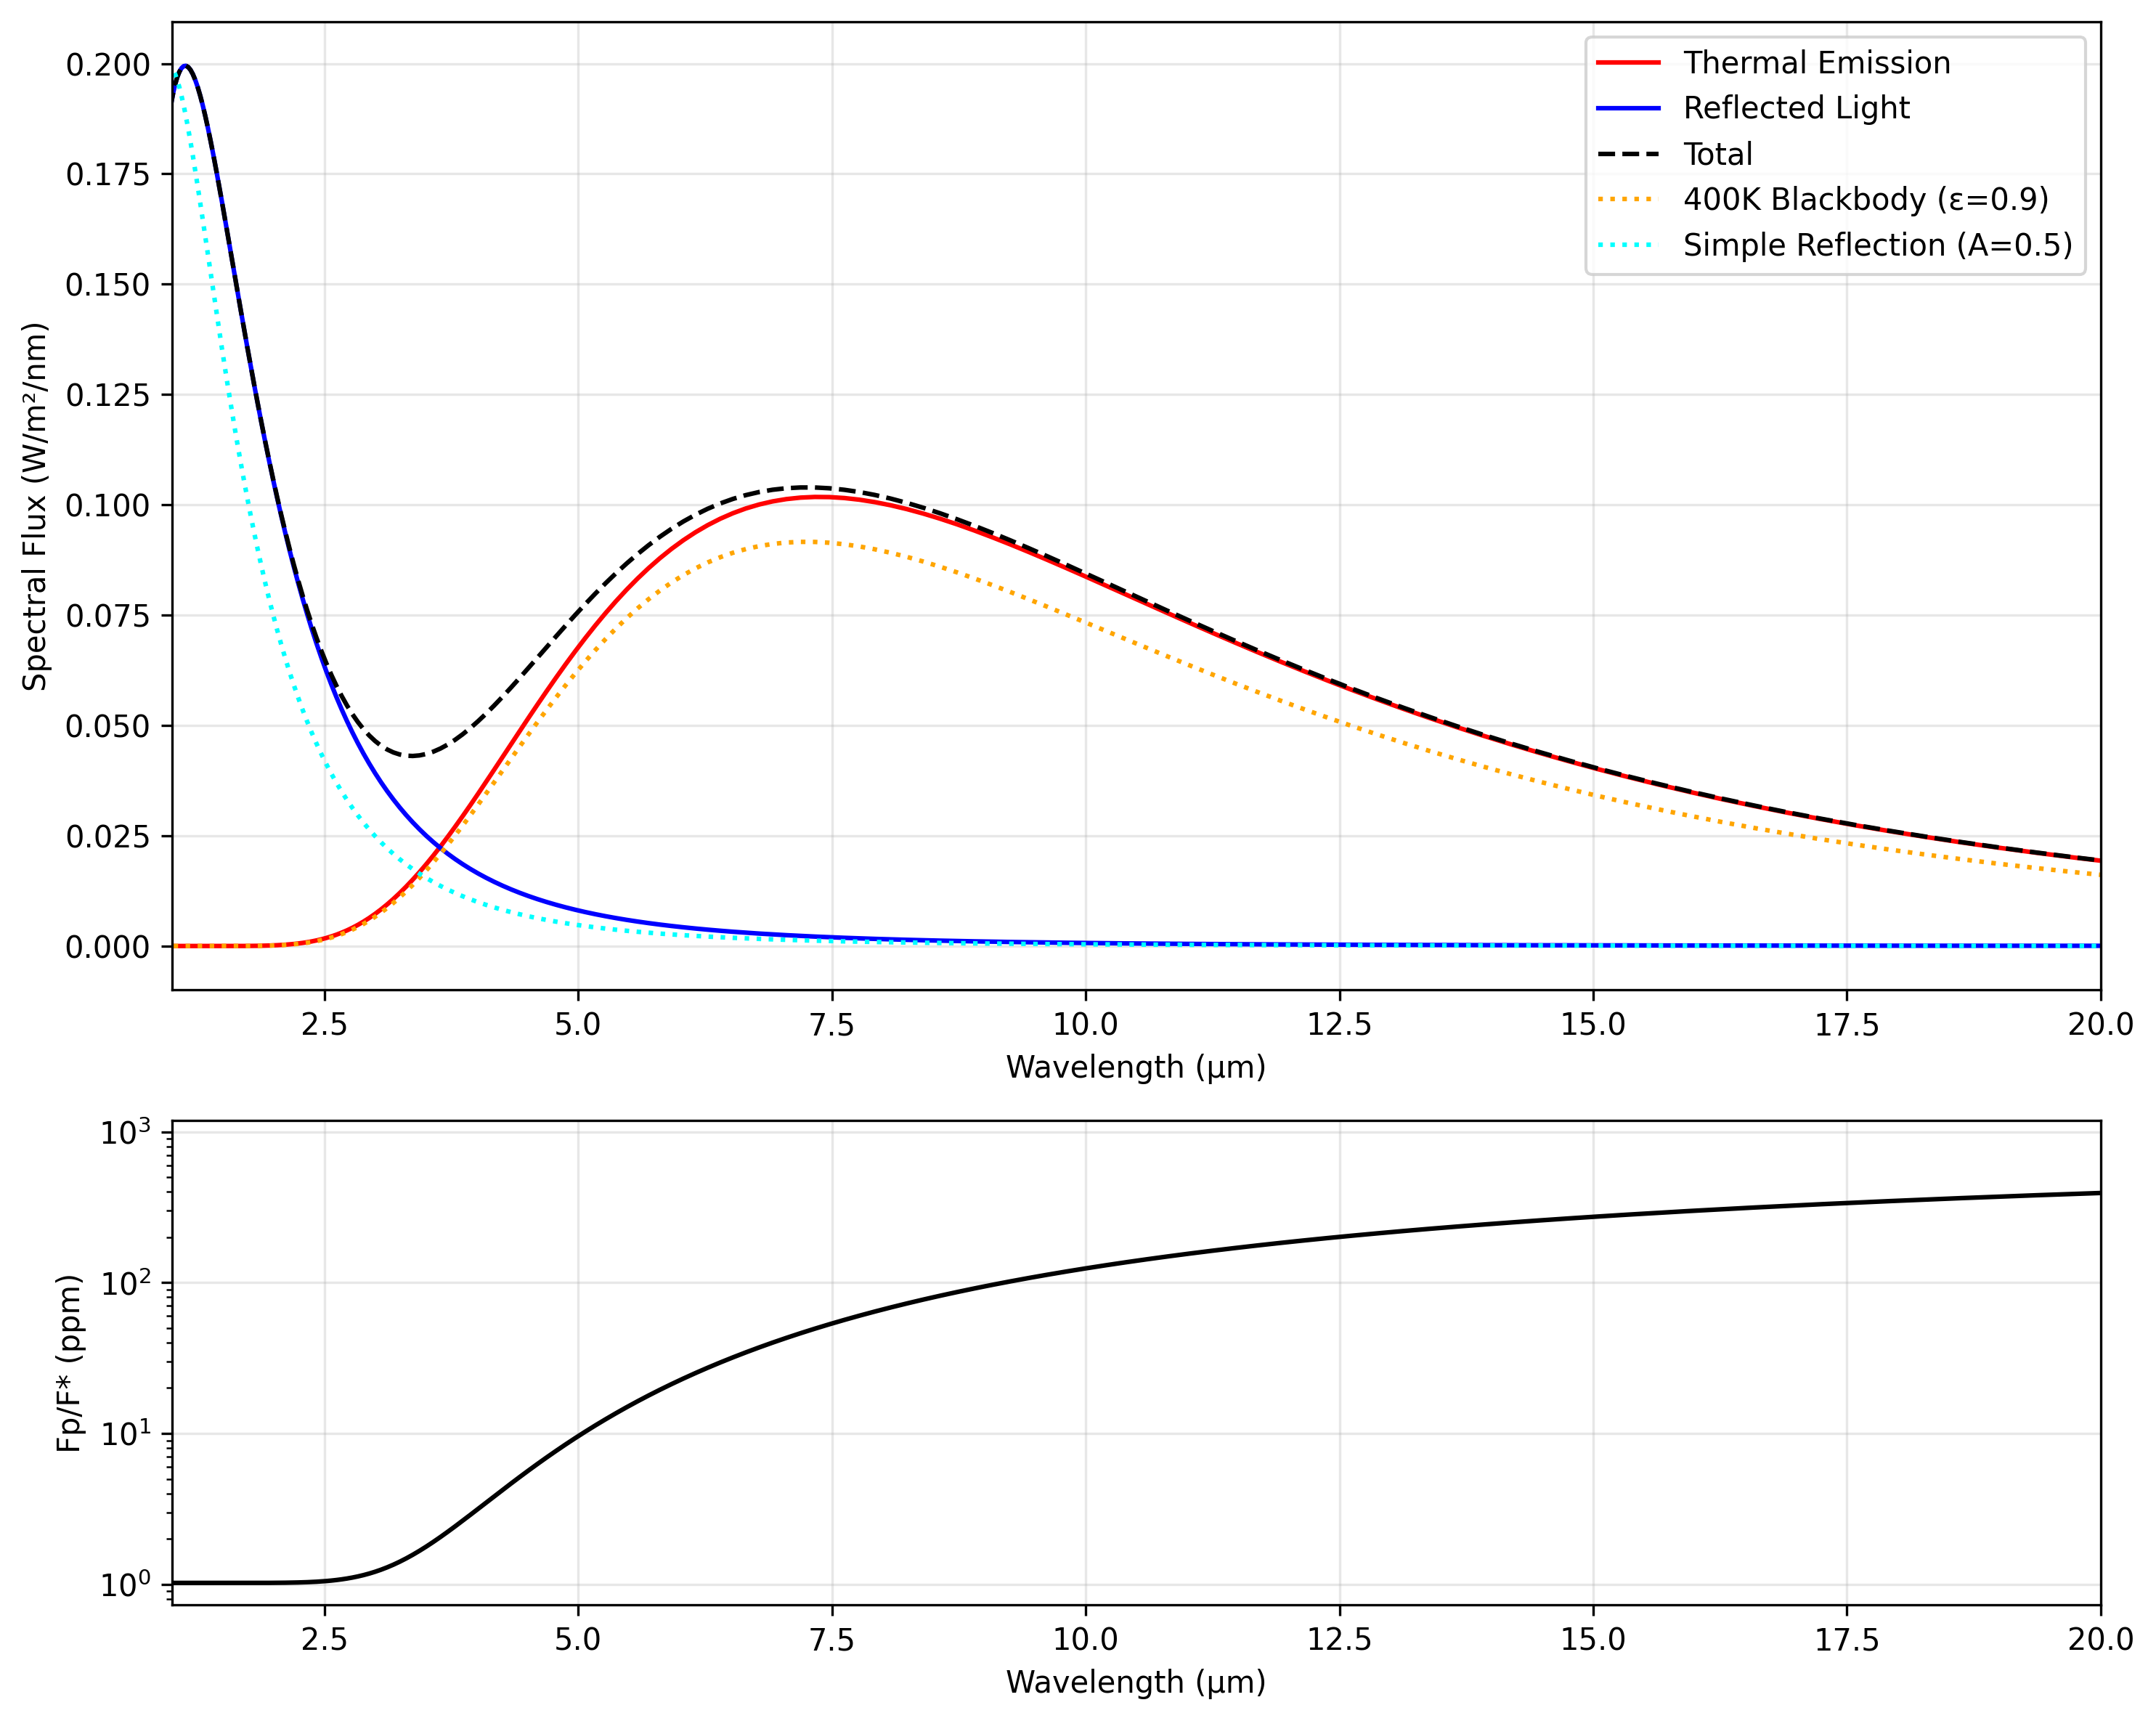 0.200
0.175
0.150
0.125
0.100
0.075
0.050
0.025
0.000
Spectral Flux (W/m²/nm)
Thermal Emission
Reflected Light
Total
400K Blackbody (ε=0.9)
Simple Reflection (A=0.5)
2.5 5.0 7.5 10.0 12.5 15.0 17.5 20.0
Wavelength (μm)
10³
10²
10¹
10⁰
Fp/F* (ppm)
2.5 5.0 7.5 10.0 12.5 15.0 17.5 20.0
Wavelength (μm)